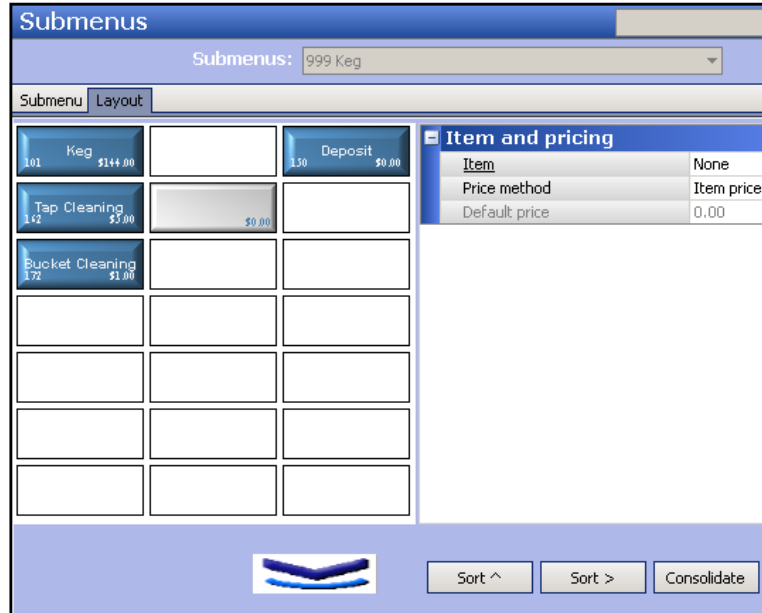 Submenus
Submenus: 999 Keg
Submenu Layout
Keg
101 $144.00
Deposit
150 $0.00
Tap Cleaning
162 $5.00
$0.00
Bucket Cleaning
172 $1.00
Item and pricing
Item None
Price method Item price
Default price 0.00
Sort ^ Sort > Consolidate